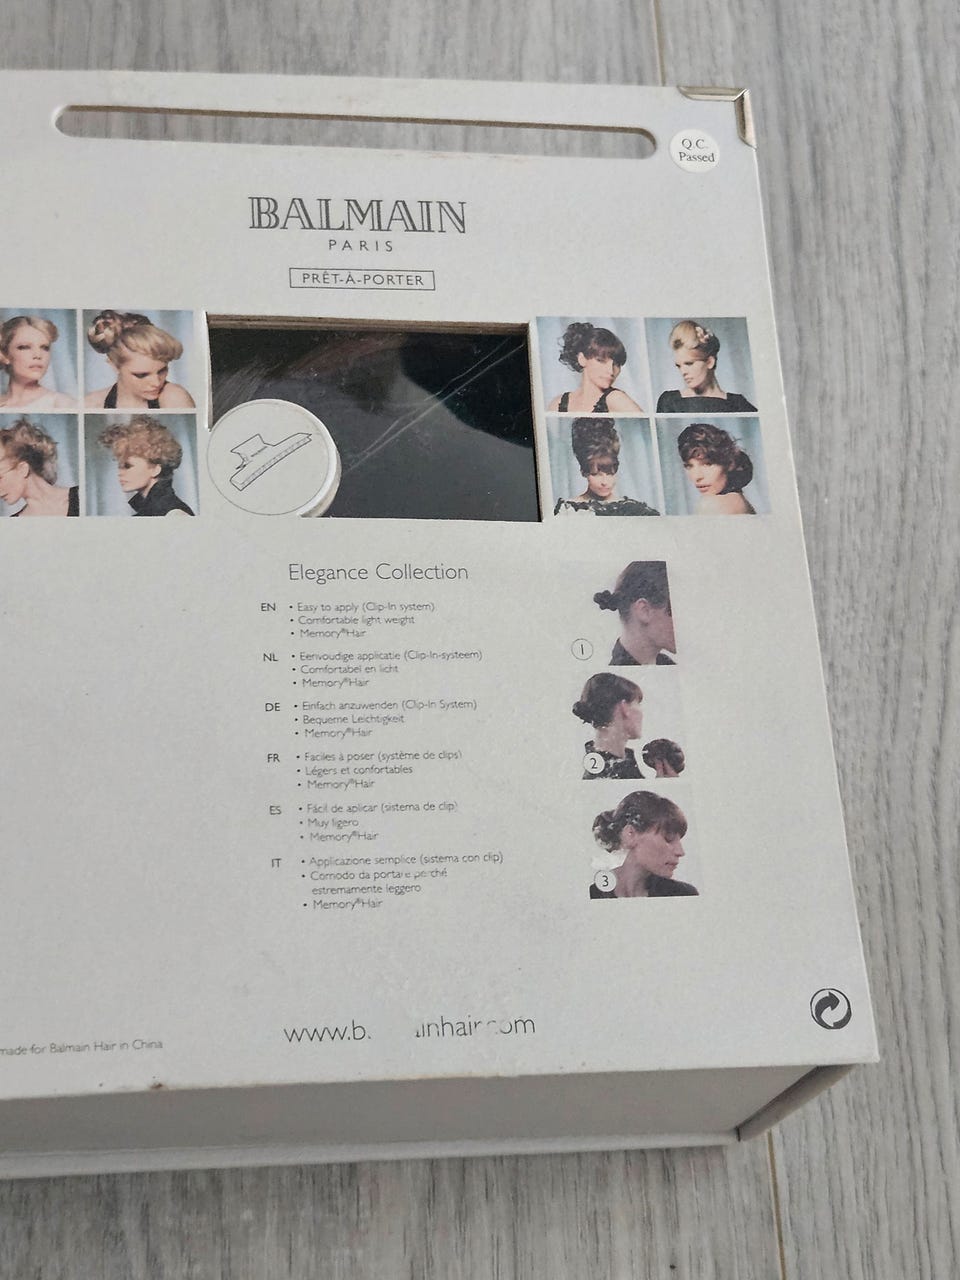 Q.C.
Passed
BALMAIN
PARIS
PRÊT-À-PORTER
Elegance Collection
EN • Easy to apply (Clip-In system)
• Comfortable light weight
• Memory®Hair
NL • Eenvoudige applicatie (Clip-In-systeem)
• Comfortabel en licht
• Memory®Hair
DE • Einfach anzuwenden (Clip-In System)
• Bequeme Leichtigkeit
• Memory®Hair
FR • Faciles à poser (système de clips)
• Légers et confortables
• Memory®Hair
ES • Fácil de aplicar (sistema de clip)
• Muy ligero
• Memory®Hair
IT • Applicazione semplice (sistema con clip)
• Comodo da portare perché
estremamente leggero
• Memory®Hair
1
2
3
made for Balmain Hair in China